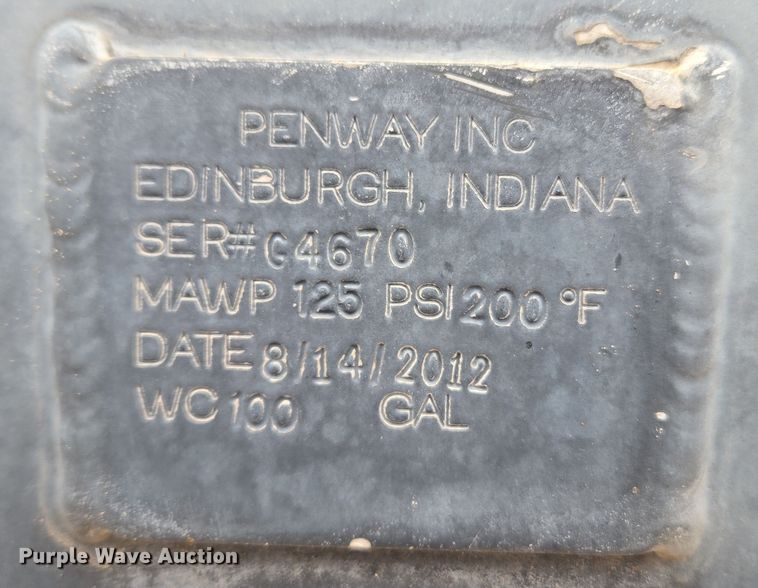 PENWAY INC
EDINBURGH, INDIANA
SER# C4670
MAWP 125 PSI 200 °F
DATE 8/14/2012
WC 100 GAL
Purple Wave Auction